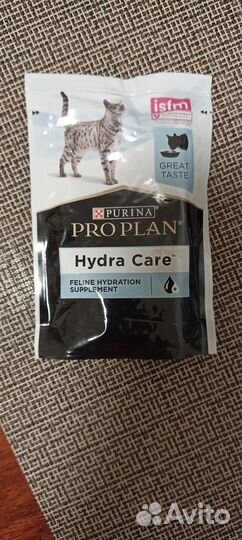 isfm
GREAT
TASTE
PURINA
PRO PLAN
Hydra Care
FELINE HYDRATION
SUPPLEMENT
Avito